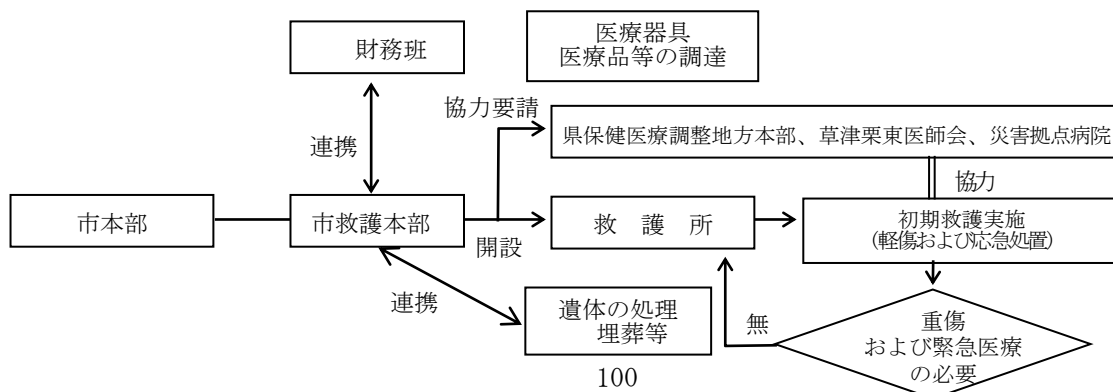 財務班
医療器具
医療品等の調達
協力要請
連携
県保健医療調整地方本部、草津栗東医師会、災害拠点病院
協力
市本部
市救護本部
開設
救　護　所
初期救護実施
(軽傷および応急処置)
連携
遺体の処理
埋葬等
無
重傷
および緊急医療
の必要
100